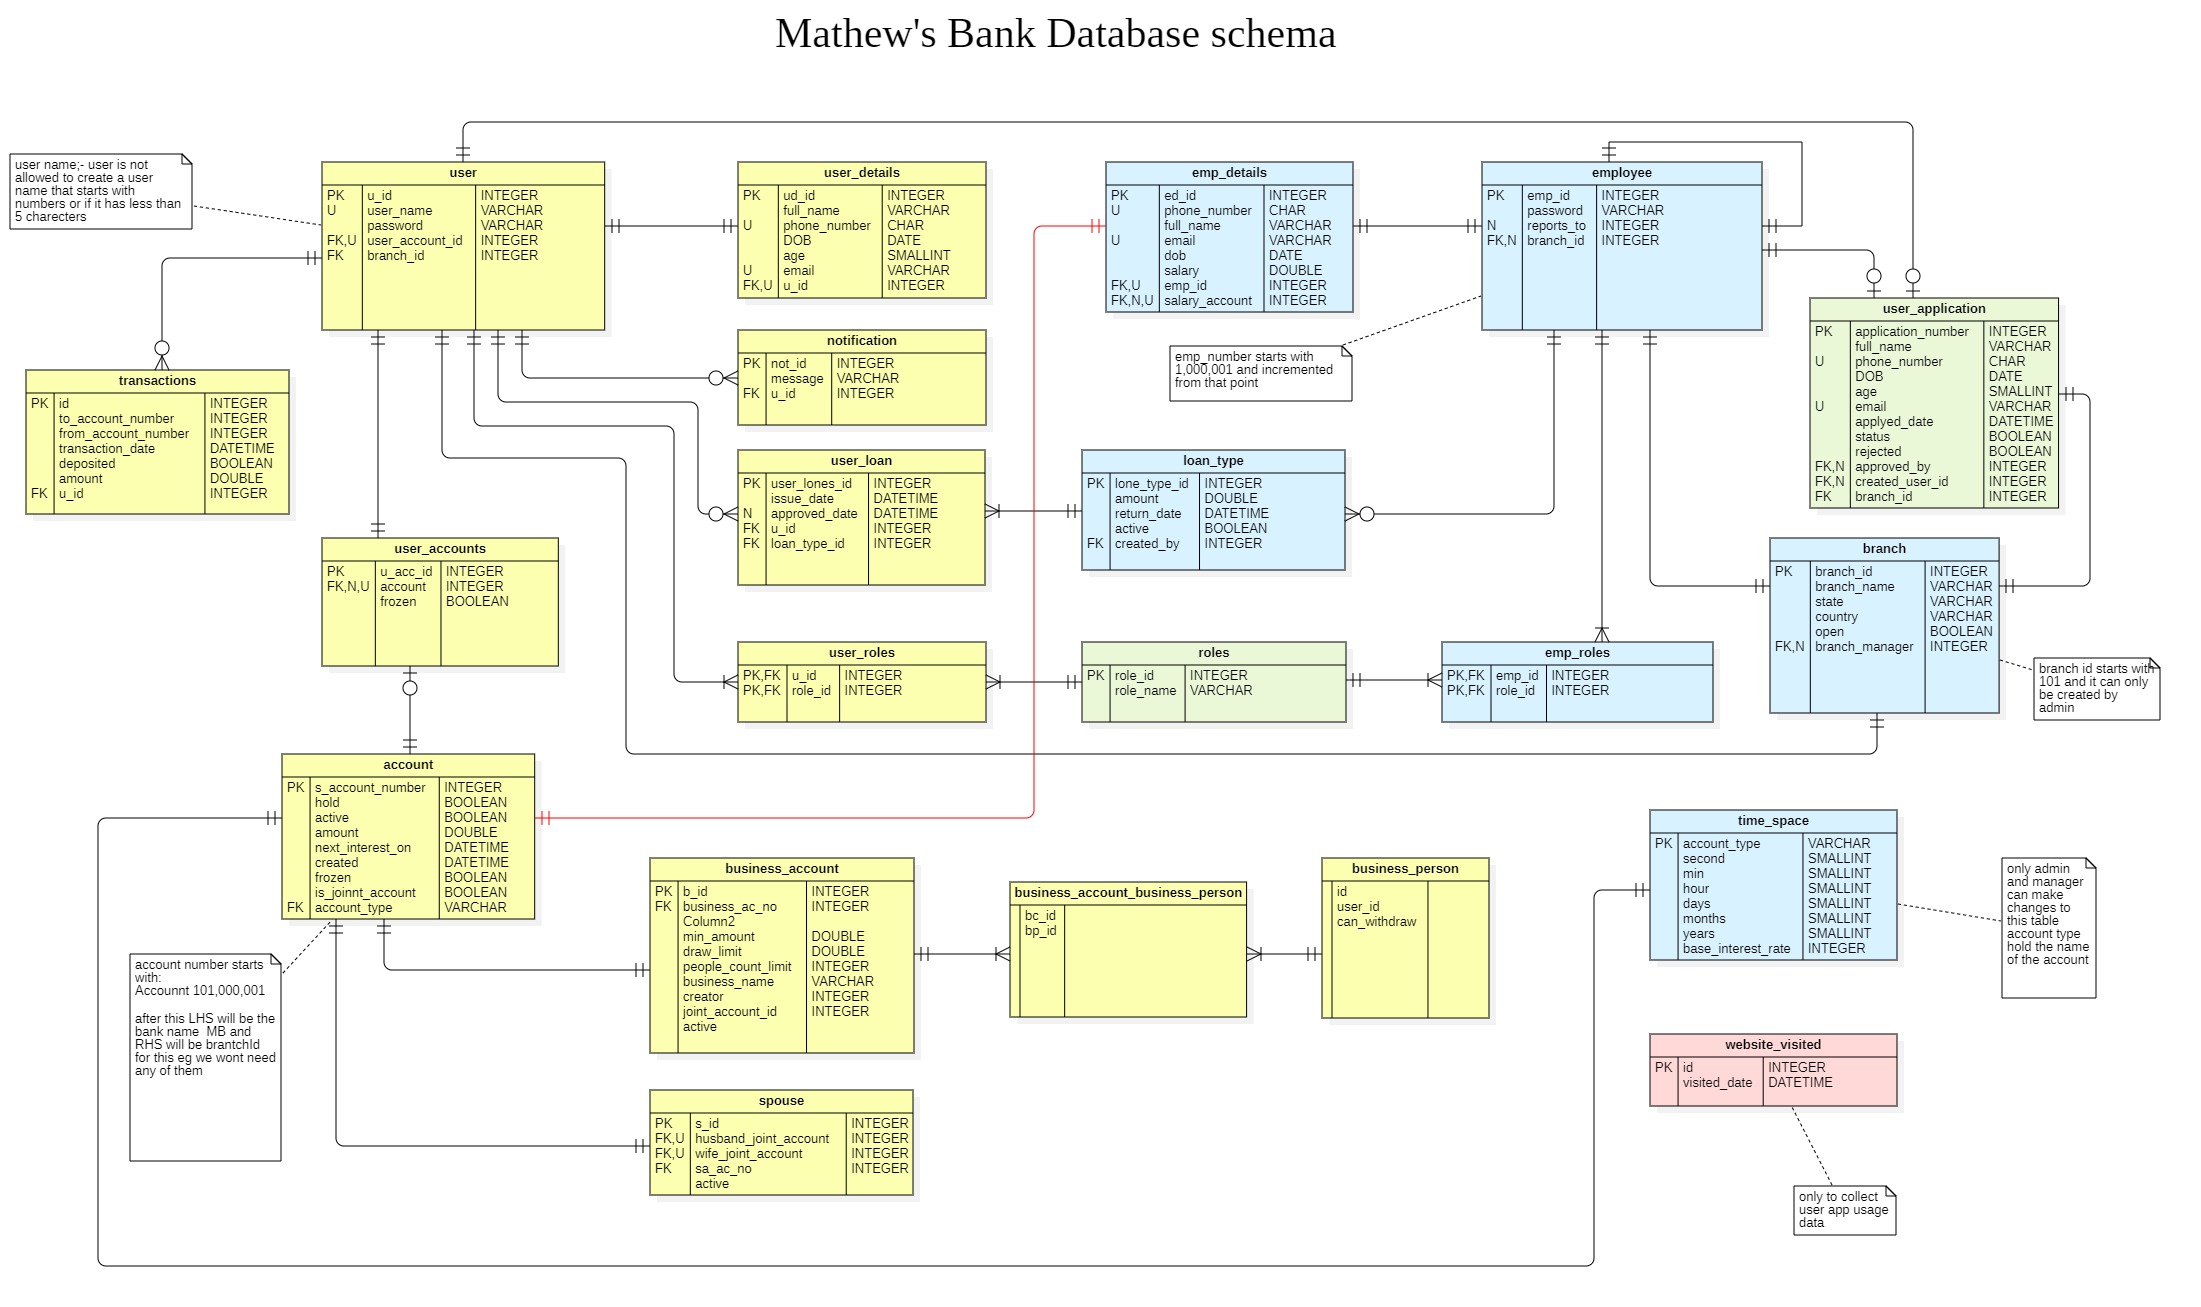 Mathew's Bank Database schema
user name;- user is not
allowed to create a user
name that starts with
numbers or if it has less than
5 charecters
user
PK u_id INTEGER
U user_name VARCHAR
password VARCHAR
FK,U user_account_id INTEGER
FK branch_id INTEGER
user_details
PK ud_id INTEGER
full_name VARCHAR
U phone_number CHAR
DOB DATE
age SMALLINT
U email VARCHAR
FK,U u_id INTEGER
emp_details
PK ed_id INTEGER
U phone_number CHAR
full_name VARCHAR
U email VARCHAR
dob DATE
salary DOUBLE
FK,U emp_id INTEGER
FK,N,U salary_account INTEGER
employee
PK emp_id INTEGER
password VARCHAR
N reports_to INTEGER
FK,N branch_id INTEGER
user_application
PK application_number INTEGER
full_name VARCHAR
U phone_number CHAR
DOB DATE
age SMALLINT
U email VARCHAR
applyed_date DATETIME
status BOOLEAN
rejected BOOLEAN
FK,N approved_by INTEGER
FK,N created_user_id INTEGER
FK branch_id INTEGER
notification
PK not_id INTEGER
message VARCHAR
FK u_id INTEGER
emp_number starts with
1,000,001 and incremented
from that point
transactions
PK id INTEGER
to_account_number INTEGER
from_account_number INTEGER
transaction_date DATETIME
deposited BOOLEAN
amount DOUBLE
FK u_id INTEGER
user_loan
PK user_lones_id INTEGER
issue_date DATETIME
N approved_date DATETIME
FK u_id INTEGER
FK loan_type_id INTEGER
loan_type
PK lone_type_id INTEGER
amount DOUBLE
return_date DATETIME
active BOOLEAN
FK created_by INTEGER
user_accounts
PK u_acc_id INTEGER
FK,N,U account INTEGER
frozen BOOLEAN
branch
PK branch_id INTEGER
branch_name VARCHAR
state VARCHAR
country VARCHAR
open BOOLEAN
FK,N branch_manager INTEGER
user_roles
PK,FK u_id INTEGER
PK,FK role_id INTEGER
roles
PK role_id INTEGER
role_name VARCHAR
emp_roles
PK,FK emp_id INTEGER
PK,FK role_id INTEGER
branch id starts with
101 and it can only
be created by
admin
account
PK s_account_number INTEGER
hold BOOLEAN
active BOOLEAN
amount DOUBLE
next_interest_on DATETIME
created DATETIME
frozen BOOLEAN
is_joinnt_account BOOLEAN
FK account_type VARCHAR
time_space
PK account_type VARCHAR
second SMALLINT
min SMALLINT
hour SMALLINT
days SMALLINT
months SMALLINT
years SMALLINT
base_interest_rate INTEGER
only admin
and manager
can make
changes to
this table
account type
hold the name
of the account
business_account
PK b_id INTEGER
FK business_ac_no INTEGER
Column2
min_amount DOUBLE
draw_limit DOUBLE
people_count_limit INTEGER
business_name VARCHAR
creator INTEGER
joint_account_id INTEGER
active
business_account_business_person
bc_id
bp_id
business_person
id
user_id
can_withdraw
account number starts
with:
Accounnt 101,000,001
after this LHS will be the
bank name MB and
RHS will be brantchId
for this eg we wont need
any of them
website_visited
PK id INTEGER
visited_date DATETIME
spouse
PK s_id INTEGER
FK,U husband_joint_account INTEGER
FK,U wife_joint_account INTEGER
FK sa_ac_no INTEGER
active
only to collect
user app usage
data